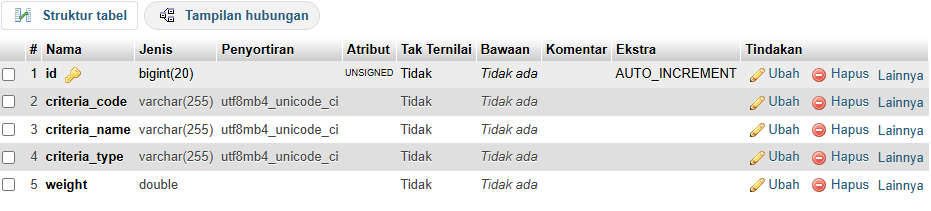 Struktur tabel Tampilan hubungan
# Nama Jenis Penyortiran Atribut Tak Ternilai Bawaan Komentar Ekstra Tindakan
1 id bigint(20) UNSIGNED Tidak Tidak ada AUTO_INCREMENT Ubah Hapus Lainnya
2 criteria_code varchar(255) utf8mb4_unicode_ci Tidak Tidak ada Ubah Hapus Lainnya
3 criteria_name varchar(255) utf8mb4_unicode_ci Tidak Tidak ada Ubah Hapus Lainnya
4 criteria_type varchar(255) utf8mb4_unicode_ci Tidak Tidak ada Ubah Hapus Lainnya
5 weight double Tidak Tidak ada Ubah Hapus Lainnya